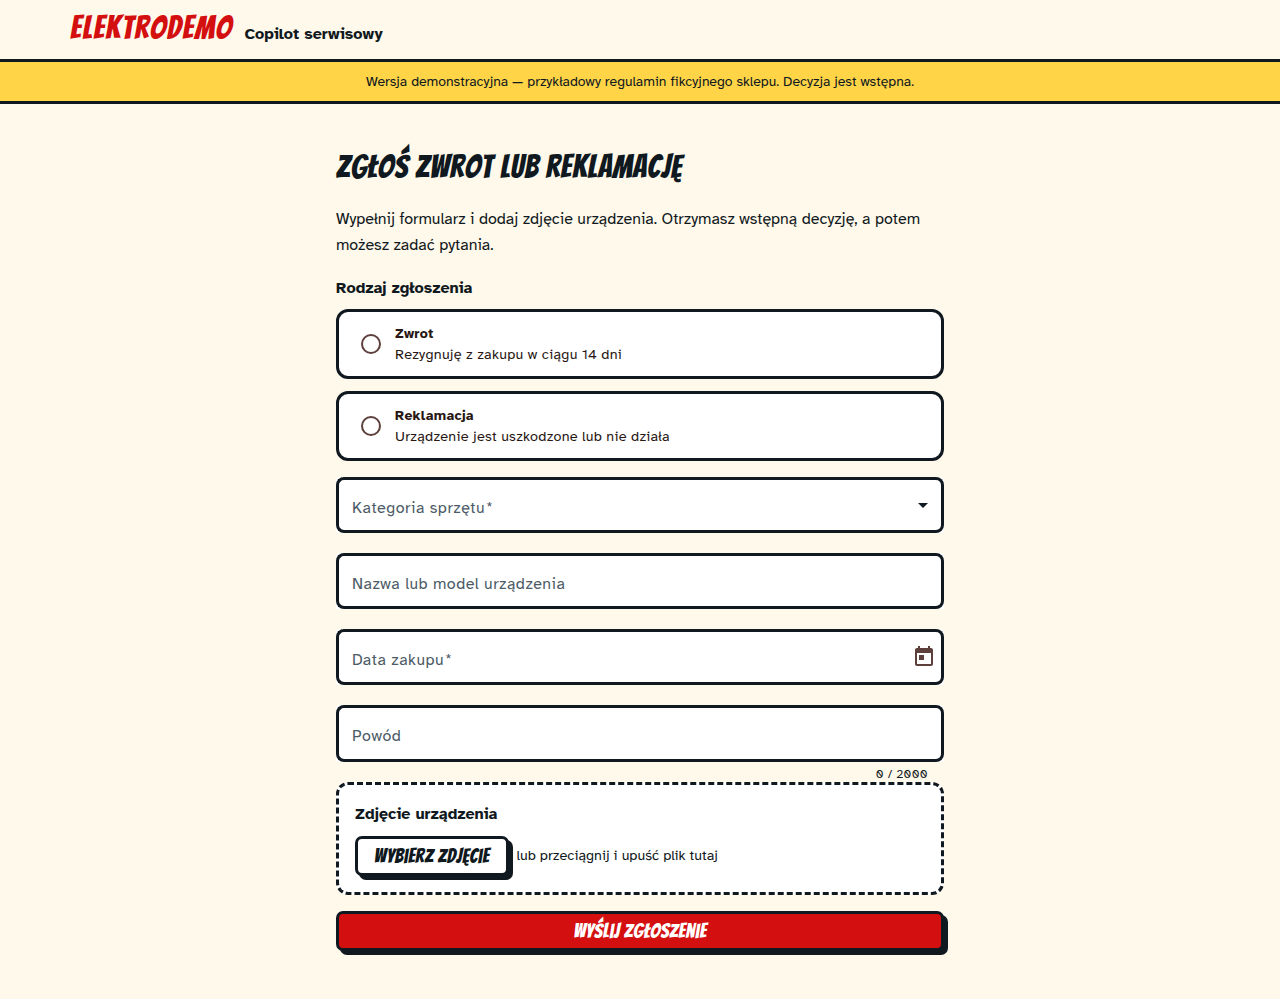 ELEKTRODEMO Copilot serwisowy
Wersja demonstracyjna — przykładowy regulamin fikcyjnego sklepu. Decyzja jest wstępna.
ZGŁOŚ ZWROT LUB REKLAMACJĘ
Wypełnij formularz i dodaj zdjęcie urządzenia. Otrzymasz wstępną decyzję, a potem
możesz zadać pytania.
Rodzaj zgłoszenia
Zwrot
Rezygnuję z zakupu w ciągu 14 dni
Reklamacja
Urządzenie jest uszkodzone lub nie działa
Kategoria sprzętu*
Nazwa lub model urządzenia
Data zakupu*
Powód
0 / 2000
Zdjęcie urządzenia
WYBIERZ ZDJĘCIE lub przeciągnij i upuść plik tutaj
WYŚLIJ ZGŁOSZENIE